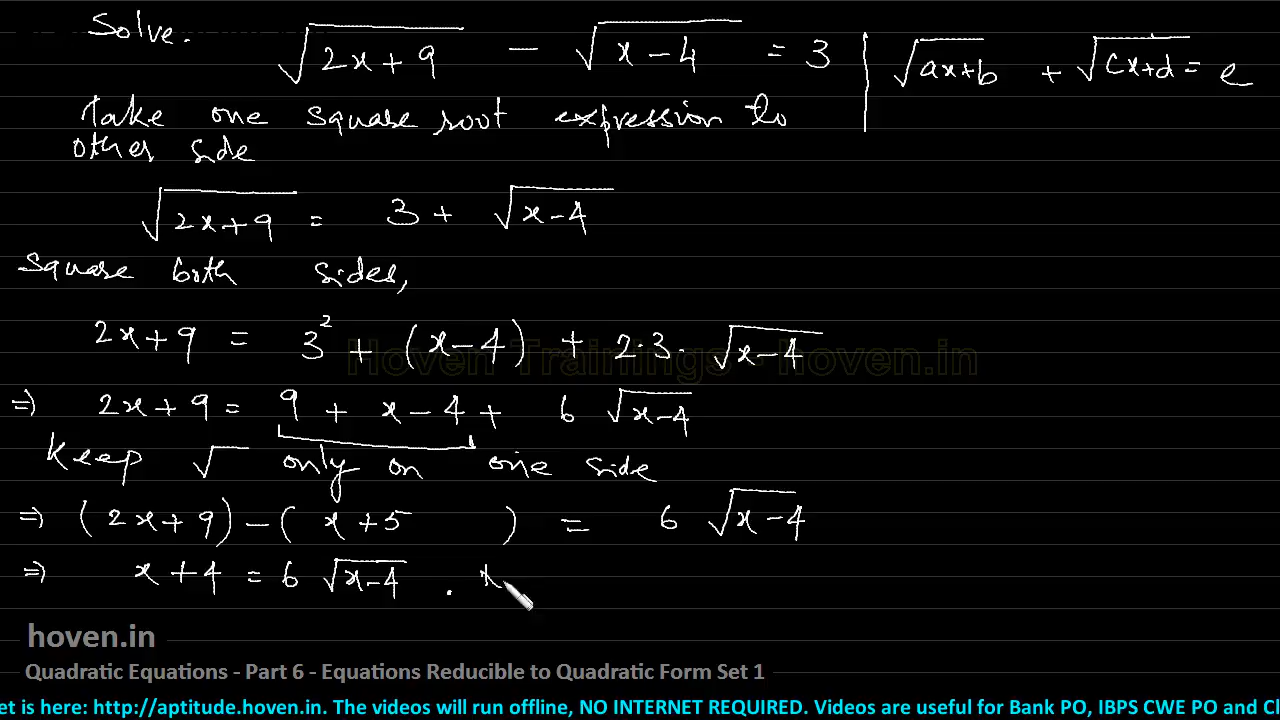 Solve. √(2x+9) − √(x−4) = 3 | √(ax+b) + √(cx+d) = e
Take one square root expression to
other side
√(2x+9) = 3 + √(x−4)
Square both sides,
2x+9 = 3² + (x−4) + 2·3·√(x−4)
Hoven Trainings - hoven.in
⇒ 2x+9 = 9 + x−4 + 6 √(x−4)
Keep √ only on one side
⇒ (2x+9) − (x+5) = 6 √(x−4)
⇒ x+4 = 6 √(x−4) .
hoven.in
Quadratic Equations - Part 6 - Equations Reducible to Quadratic Form Set 1
et is here: http://aptitude.hoven.in. The videos will run offline, NO INTERNET REQUIRED. Videos are useful for Bank PO, IBPS CWE PO and Cl